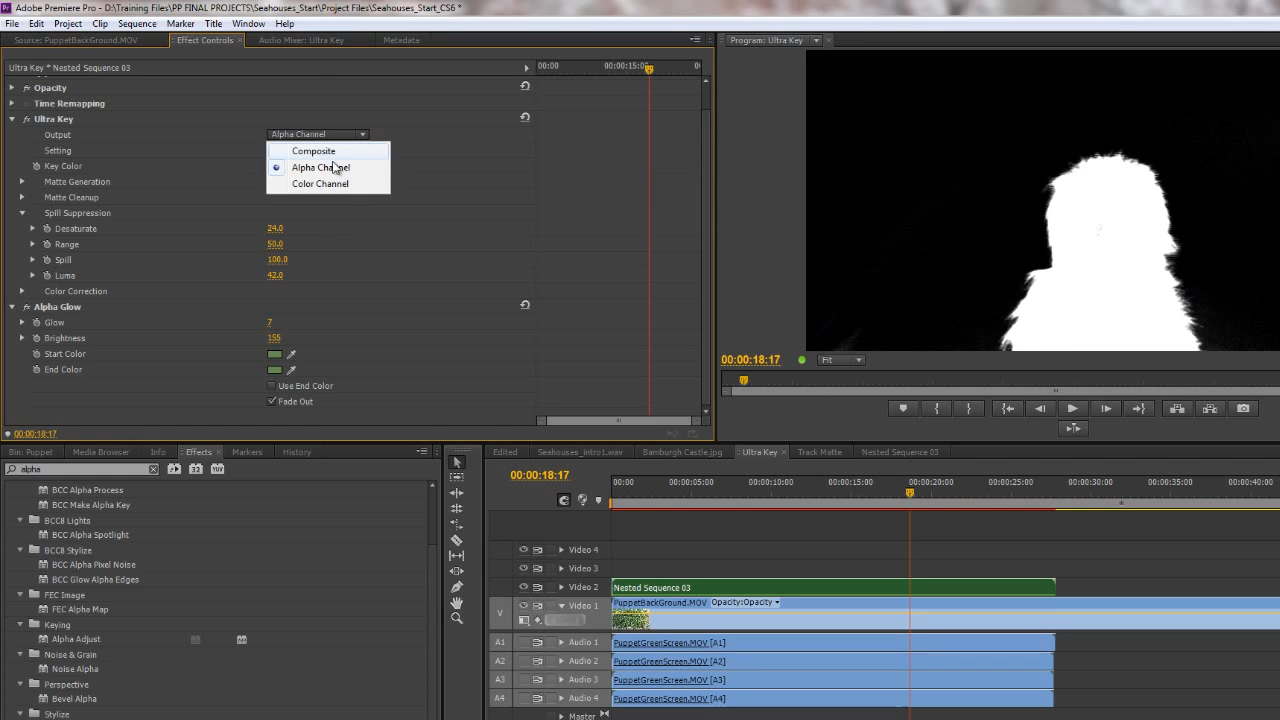 Adobe Premiere Pro - D:\Training Files\PP FINAL PROJECTS\Seahouses_Start\Project Files\Seahouses_Start_CS6 *
File Edit Project Clip Sequence Marker Title Window Help
Source: PuppetBackGround.MOV Effect Controls Audio Mixer: Ultra Key Metadata
Program: Ultra Key
Ultra Key * Nested Sequence 03
00:00 00:00:15:0
fx Opacity
Time Remapping
fx Ultra Key
Output Alpha Channel
Setting Composite
Key Color Alpha Channel
Matte Generation Color Channel
Matte Cleanup
Spill Suppression
Desaturate 24.0
Range 50.0
Spill 100.0
Luma 42.0
Color Correction
fx Alpha Glow
Glow 7
Brightness 155
Start Color
End Color
Use End Color
Fade Out
00:00:18:17
00:00:18:17 Fit
Bin: Puppet Media Browser Info Effects Markers History
alpha
32 YUV
BCC Alpha Process
BCC Make Alpha Key
BCC8 Lights
BCC Alpha Spotlight
BCC8 Stylize
BCC Alpha Pixel Noise
BCC Glow Alpha Edges
FEC Image
FEC Alpha Map
Keying
Alpha Adjust
Noise & Grain
Noise Alpha
Perspective
Bevel Alpha
Stylize
Edited Seahouses_intro1.wav Bamburgh Castle.jpg Ultra Key Track Matte Nested Sequence 03
00:00:18:17
00:00 00:00:05:00 00:00:10:00 00:00:15:00 00:00:20:00 00:00:25:00 00:00:30:00 00:00:35:00 00:00:40:00
Video 4
Video 3
Video 2 Nested Sequence 03
V Video 1 PuppetBackGround.MOV Opacity:Opacity
A1 Audio 1 PuppetGreenScreen.MOV [A1]
A2 Audio 2 PuppetGreenScreen.MOV [A2]
A3 Audio 3 PuppetGreenScreen.MOV [A3]
A4 Audio 4 PuppetGreenScreen.MOV [A4]
Master